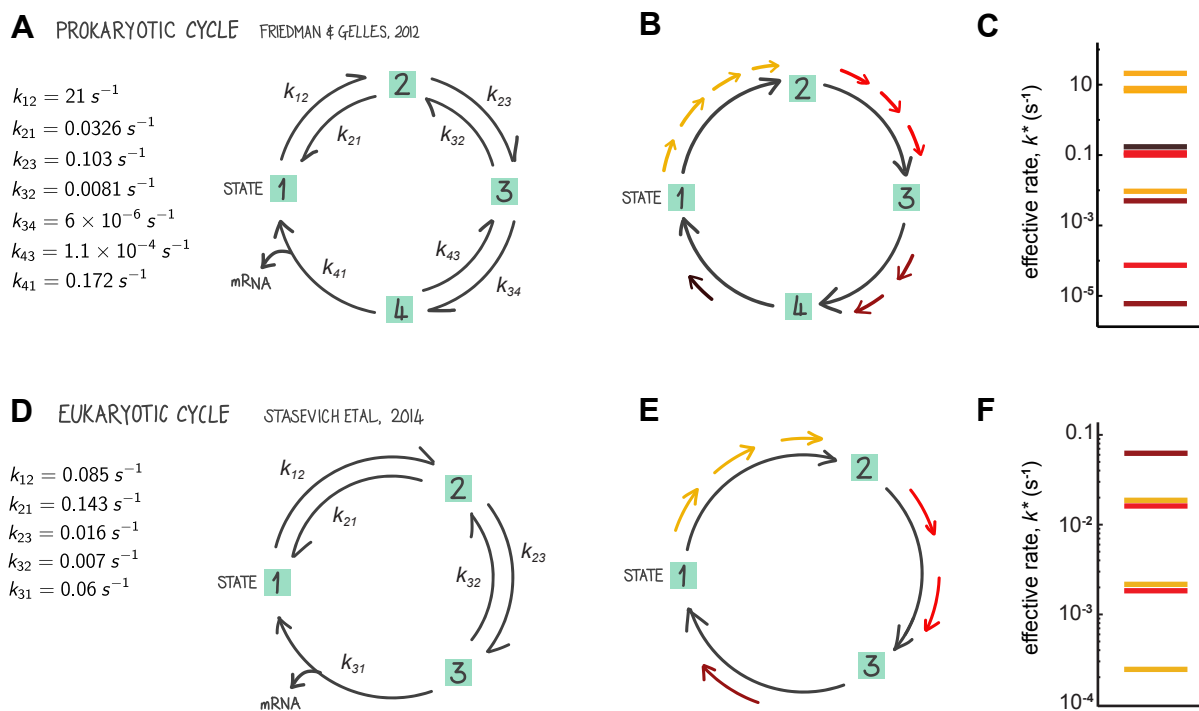 A PROKARYOTIC CYCLE FRIEDMAN & GELLES, 2012
k12 = 21 s⁻¹
k21 = 0.0326 s⁻¹
k23 = 0.103 s⁻¹
k32 = 0.0081 s⁻¹
k34 = 6 × 10⁻⁶ s⁻¹
k43 = 1.1 × 10⁻⁴ s⁻¹
k41 = 0.172 s⁻¹
2
k12
k23
k21
k32
STATE 1
3
k43
k41
k34
mRNA
4
B
2
STATE 1
3
4
C
effective rate, k* (s⁻¹)
10
0.1
10⁻³
10⁻⁵
D EUKARYOTIC CYCLE STASEVICH ETAL, 2014
k12 = 0.085 s⁻¹
k21 = 0.143 s⁻¹
k23 = 0.016 s⁻¹
k32 = 0.007 s⁻¹
k31 = 0.06 s⁻¹
k12
2
k21
k23
k32
STATE 1
k31
3
mRNA
E
2
STATE 1
3
F
effective rate, k* (s⁻¹)
0.1
10⁻²
10⁻³
10⁻⁴